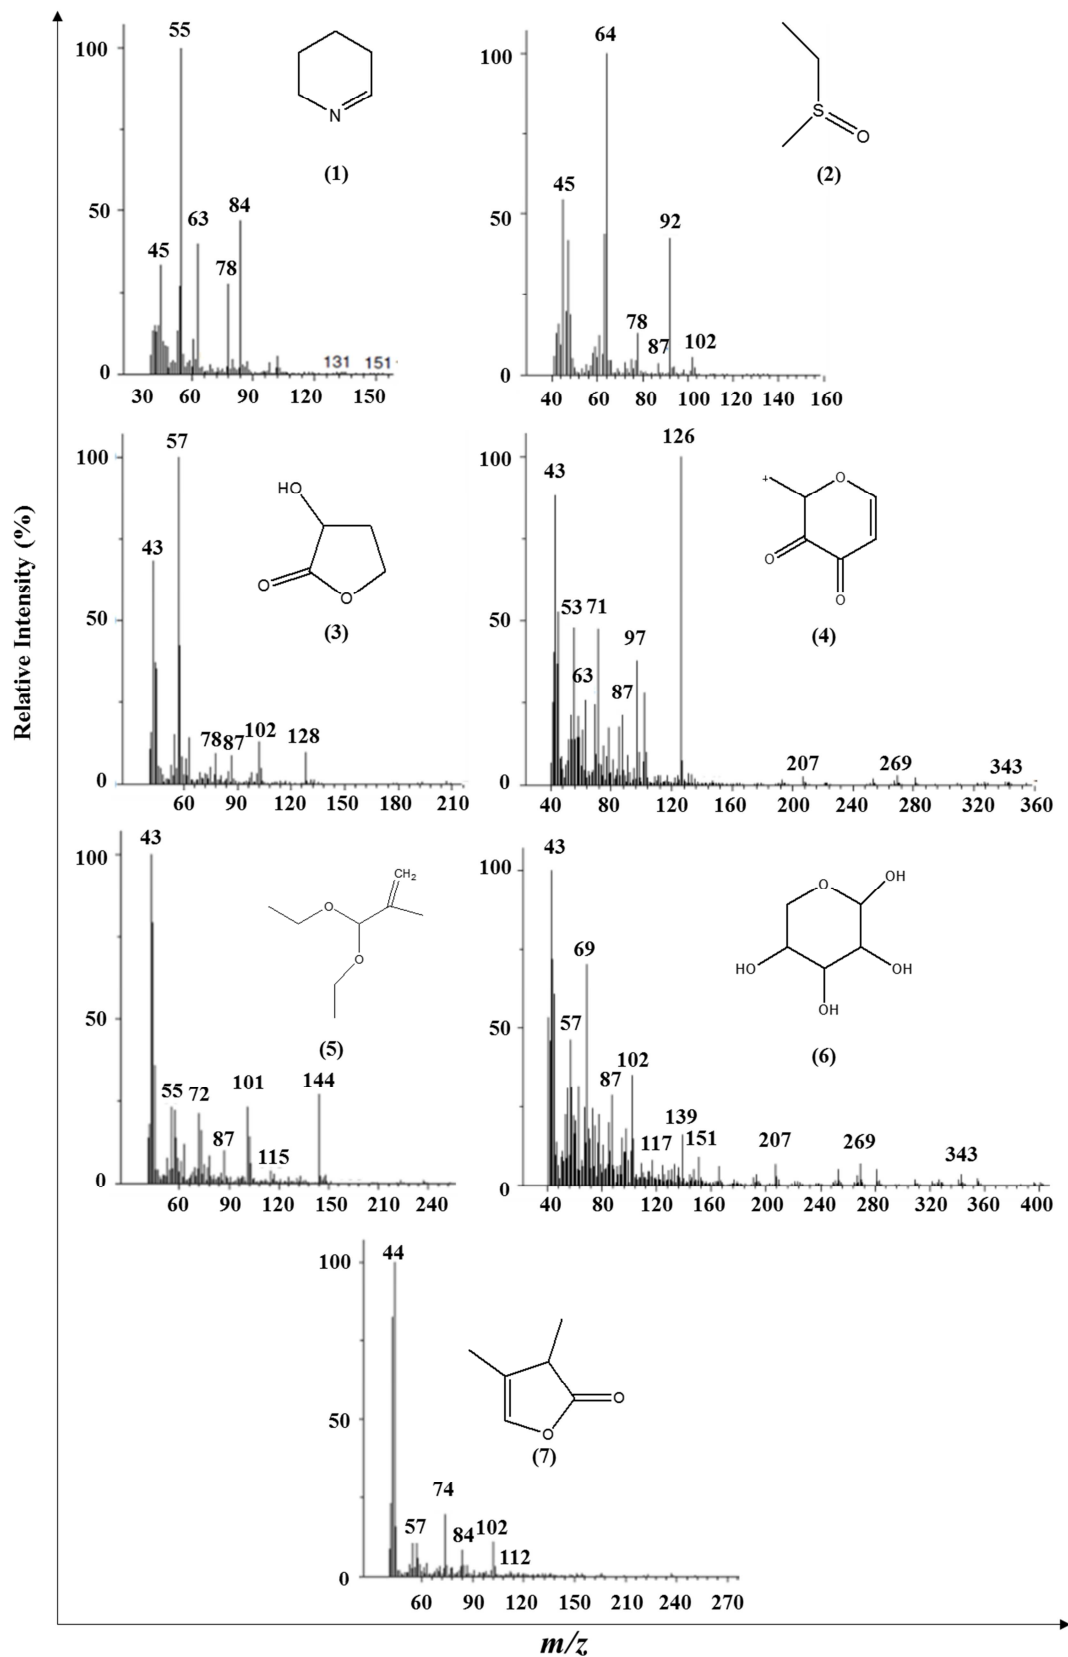 Relative Intensity (%)
55
100
84
63
50
45
78
131 151
0
30 60 90 120 150
N
(1)
64
100
45
50
92
78
87
102
0
40 60 80 100 120 140 160
S
O
(2)
57
100
43
50
78 87 102 128
0
60 90 120 150 180 210
HO
O
O
(3)
126
100
43
50
53 71
97
63
87
207 269 343
0
40 80 120 160 200 240 280 320 360
+
O
O
O
(4)
43
100
50
55 72 101 144
87
115
0
60 90 120 150 180 210 240
CH2
O
O
(5)
43
100
69
50
57
102
87
139
117 151 207 269 343
0
40 80 120 160 200 240 280 320 360 400
O
OH
HO
OH
OH
(6)
44
100
50
74
57
84 102
112
0
60 90 120 150 210 240 270
O
O
(7)
m/z